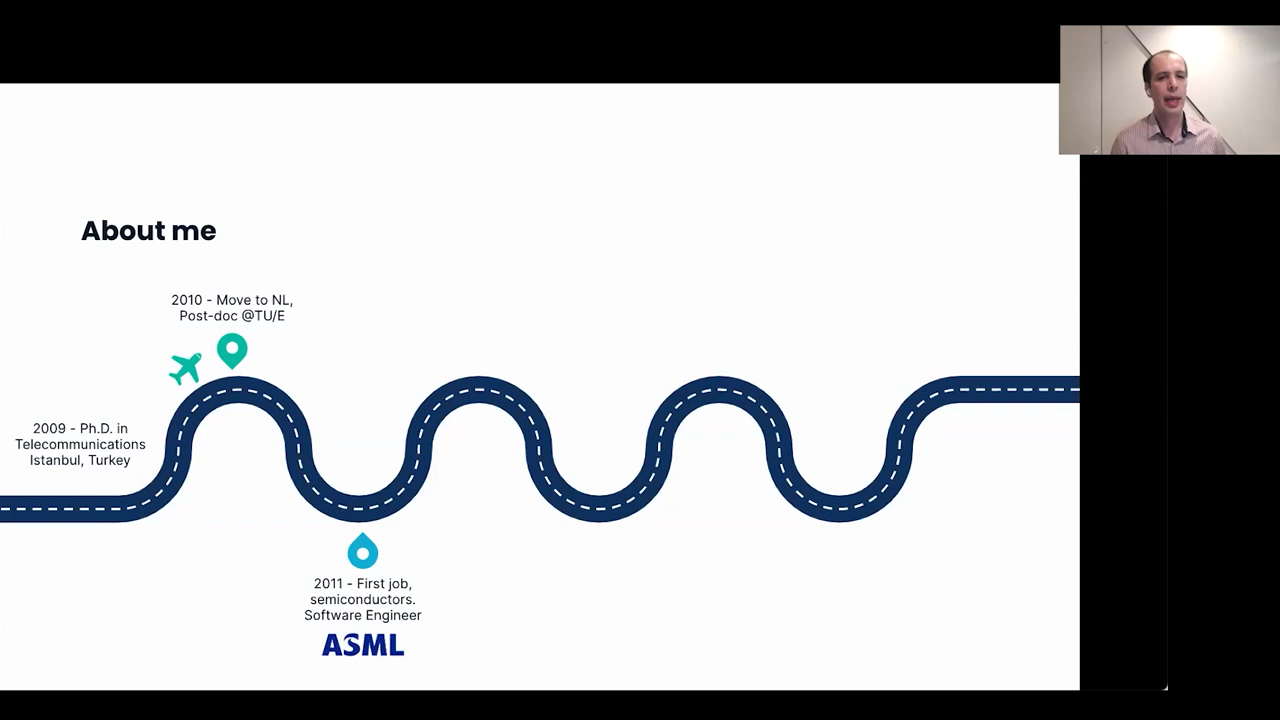 About me
2010 - Move to NL,
Post-doc @TU/E
2009 - Ph.D. in
Telecommunications
Istanbul, Turkey
2011 - First job,
semiconductors.
Software Engineer
ASML